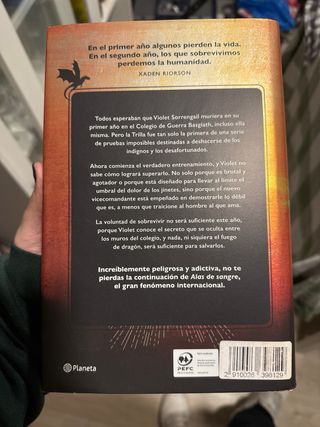 En el primer año algunos pierden la vida.
En el segundo año, los que sobrevivimos
perdemos la humanidad.
XADEN RIORSON
Todos esperaban que Violet Sorrengail muriera en su
primer año en el Colegio de Guerra Basgiath, incluso ella
misma. Pero la Trilla fue tan solo la primera de una serie
de pruebas imposibles destinadas a deshacerse de los
indignos y los desafortunados.
Ahora comienza el verdadero entrenamiento, y Violet no
sabe cómo logrará superarlo. No solo porque es brutal y
agotador o porque está diseñado para llevar al límite el
umbral del dolor de los jinetes, sino porque el nuevo
vicecomandante está empeñado en demostrarle lo débil
que es, a menos que traicione al hombre al que ama.
La voluntad de sobrevivir no será suficiente este año,
porque Violet conoce el secreto que se oculta entre
los muros del colegio, y nada, ni siquiera el fuego
de dragón, será suficiente para salvarlos.
Increíblemente peligrosa y adictiva, no te
pierdas la continuación de Alas de sangre,
el gran fenómeno internacional.
Planeta
PEFC
2 910026 396129